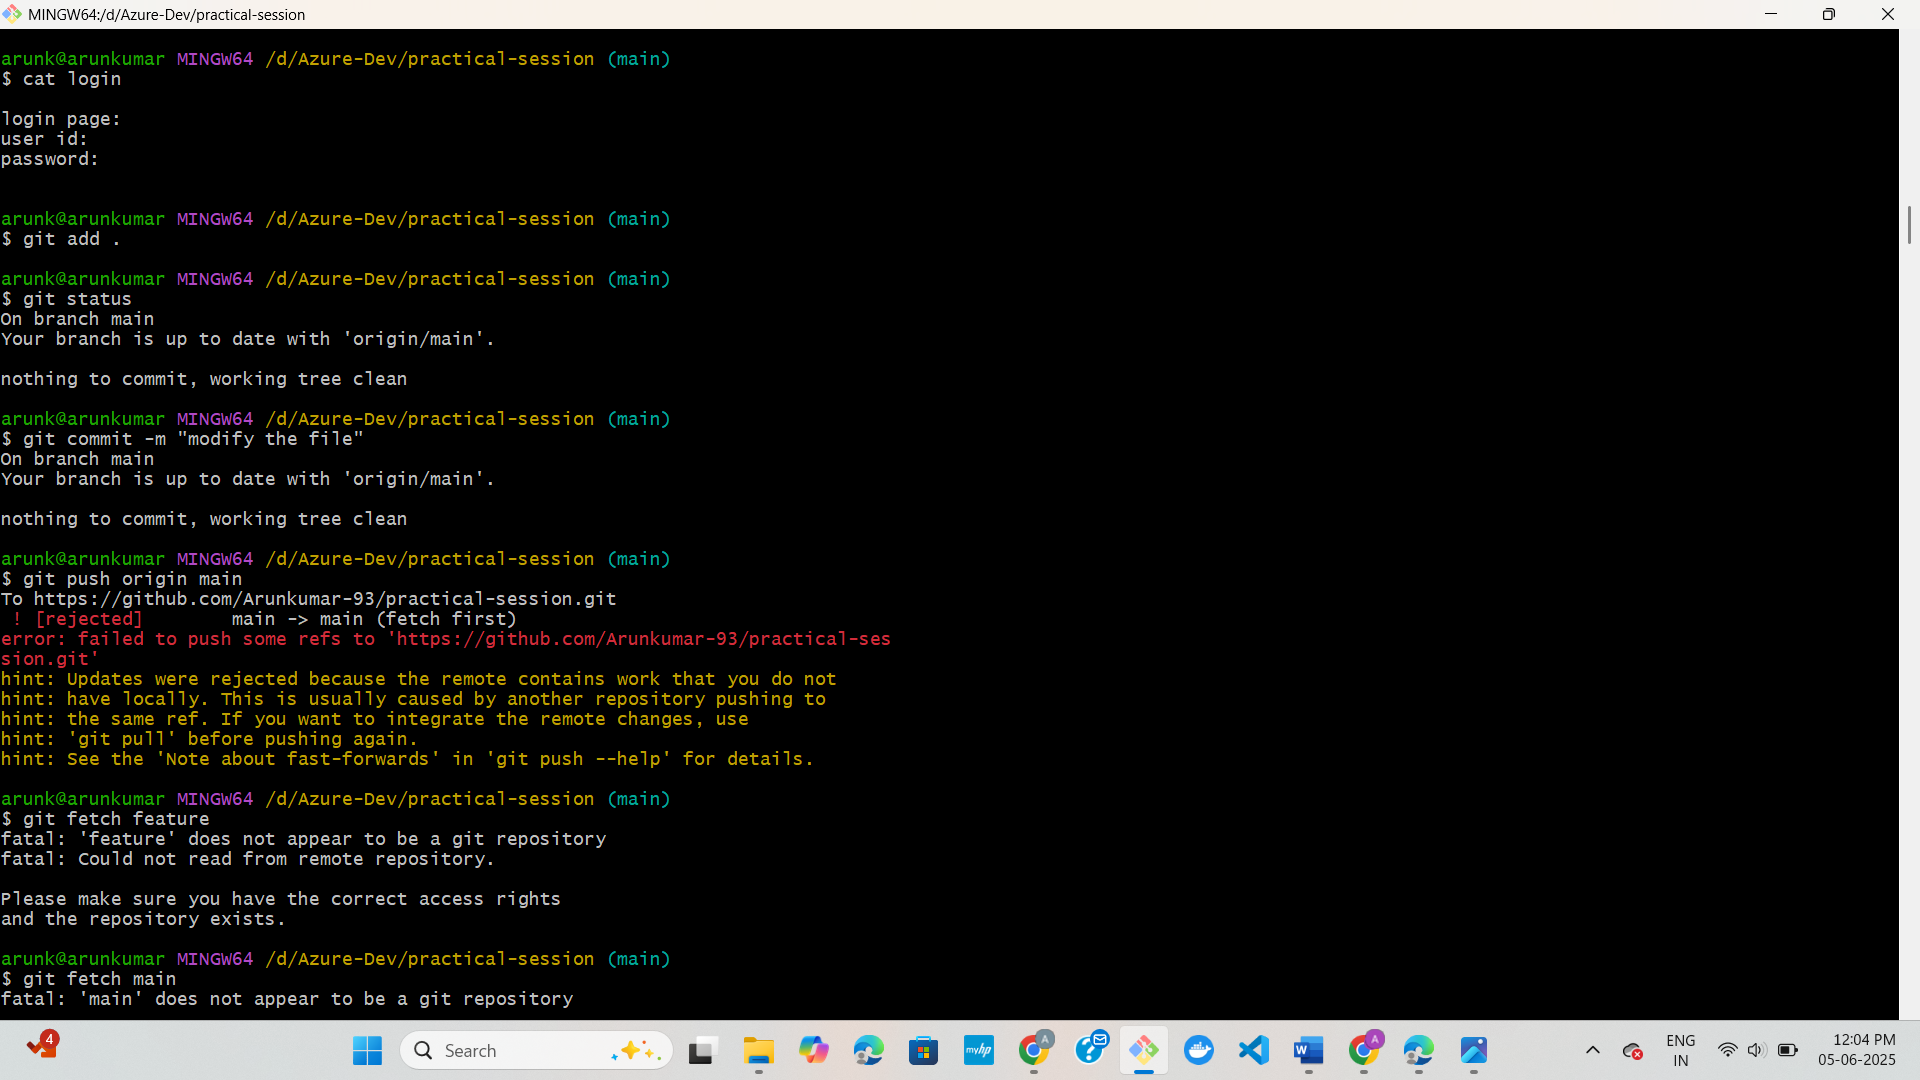 MINGW64:/d/Azure-Dev/practical-session
arunk@arunkumar MINGW64 /d/Azure-Dev/practical-session (main)
$ cat login
login page:
user id:
password:
arunk@arunkumar MINGW64 /d/Azure-Dev/practical-session (main)
$ git add .
arunk@arunkumar MINGW64 /d/Azure-Dev/practical-session (main)
$ git status
On branch main
Your branch is up to date with 'origin/main'.
nothing to commit, working tree clean
arunk@arunkumar MINGW64 /d/Azure-Dev/practical-session (main)
$ git commit -m "modify the file"
On branch main
Your branch is up to date with 'origin/main'.
nothing to commit, working tree clean
arunk@arunkumar MINGW64 /d/Azure-Dev/practical-session (main)
$ git push origin main
To https://github.com/Arunkumar-93/practical-session.git
 ! [rejected]        main -> main (fetch first)
error: failed to push some refs to 'https://github.com/Arunkumar-93/practical-ses
sion.git'
hint: Updates were rejected because the remote contains work that you do not
hint: have locally. This is usually caused by another repository pushing to
hint: the same ref. If you want to integrate the remote changes, use
hint: 'git pull' before pushing again.
hint: See the 'Note about fast-forwards' in 'git push --help' for details.
arunk@arunkumar MINGW64 /d/Azure-Dev/practical-session (main)
$ git fetch feature
fatal: 'feature' does not appear to be a git repository
fatal: Could not read from remote repository.
Please make sure you have the correct access rights
and the repository exists.
arunk@arunkumar MINGW64 /d/Azure-Dev/practical-session (main)
$ git fetch main
fatal: 'main' does not appear to be a git repository
4
Search
myhp
A
W
A
ENG
IN
12:04 PM
05-06-2025